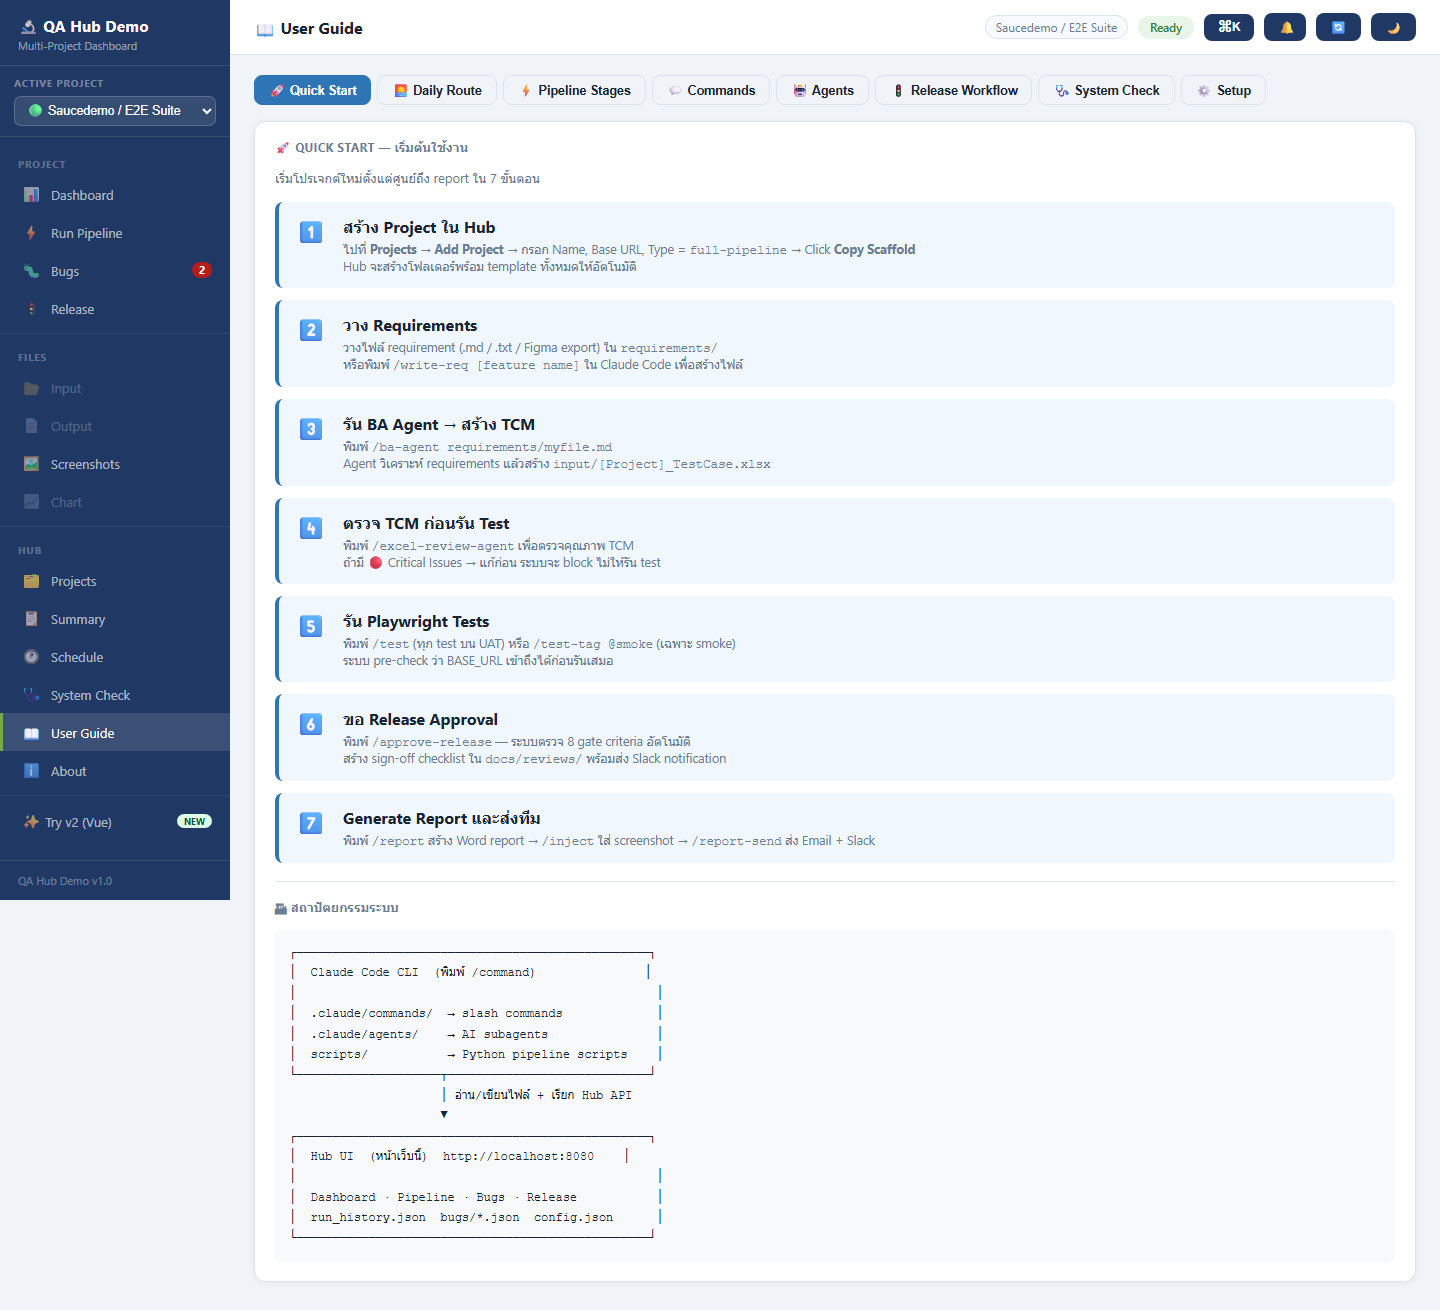 QA Hub Demo
Multi-Project Dashboard
ACTIVE PROJECT
Saucedemo / E2E Suite
PROJECT
Dashboard
Run Pipeline
Bugs 2
Release
FILES
Input
Output
Screenshots
Chart
HUB
Projects
Summary
Schedule
System Check
User Guide
About
Try v2 (Vue) NEW
QA Hub Demo v1.0
User Guide
Saucedemo / E2E Suite Ready ⌘K
Quick Start Daily Route Pipeline Stages Commands Agents Release Workflow System Check Setup
QUICK START — เริ่มต้นใช้งาน
เริ่มโปรเจกต์ใหม่ตั้งแต่ศูนย์ถึง report ใน 7 ขั้นตอน
1 สร้าง Project ใน Hub
ไปที่ Projects → Add Project → กรอก Name, Base URL, Type = full-pipeline → Click Copy Scaffold
Hub จะสร้างโฟลเดอร์พร้อม template ทั้งหมดให้อัตโนมัติ
2 วาง Requirements
วางไฟล์ requirement (.md / .txt / Figma export) ใน requirements/
หรือพิมพ์ /write-req [feature name] ใน Claude Code เพื่อสร้างไฟล์
3 รัน BA Agent → สร้าง TCM
พิมพ์ /ba-agent requirements/myfile.md
Agent วิเคราะห์ requirements แล้วสร้าง input/[Project]_TestCase.xlsx
4 ตรวจ TCM ก่อนรัน Test
พิมพ์ /excel-review-agent เพื่อตรวจคุณภาพ TCM
ถ้ามี 🔴 Critical Issues → แก้ก่อน ระบบจะ block ไม่ให้รัน test
5 รัน Playwright Tests
พิมพ์ /test (ทุก test บน UAT) หรือ /test-tag @smoke (เฉพาะ smoke)
ระบบ pre-check ว่า BASE_URL เข้าถึงได้ก่อนรันเสมอ
6 ขอ Release Approval
พิมพ์ /approve-release — ระบบตรวจ 8 gate criteria อัตโนมัติ
สร้าง sign-off checklist ใน docs/reviews/ พร้อมส่ง Slack notification
7 Generate Report และส่งทีม
พิมพ์ /report สร้าง Word report → /inject ใส่ screenshot → /report-send ส่ง Email + Slack
สถาปัตยกรรมระบบ
Claude Code CLI (พิมพ์ /command)
.claude/commands/ → slash commands
.claude/agents/ → AI subagents
scripts/ → Python pipeline scripts
อ่าน/เขียนไฟล์ + เรียก Hub API
▼
Hub UI (หน้าเว็บนี้) http://localhost:8080
Dashboard · Pipeline · Bugs · Release
run_history.json bugs/*.json config.json